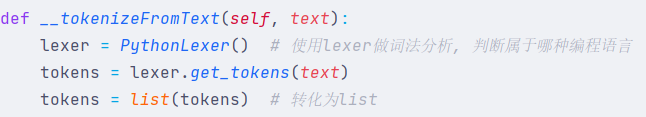 def __tokenizeFromText(self, text):
    lexer = PythonLexer()  # 使用lexer做词法分析, 判断属于哪种编程语言
    tokens = lexer.get_tokens(text)
    tokens = list(tokens)  # 转化为list